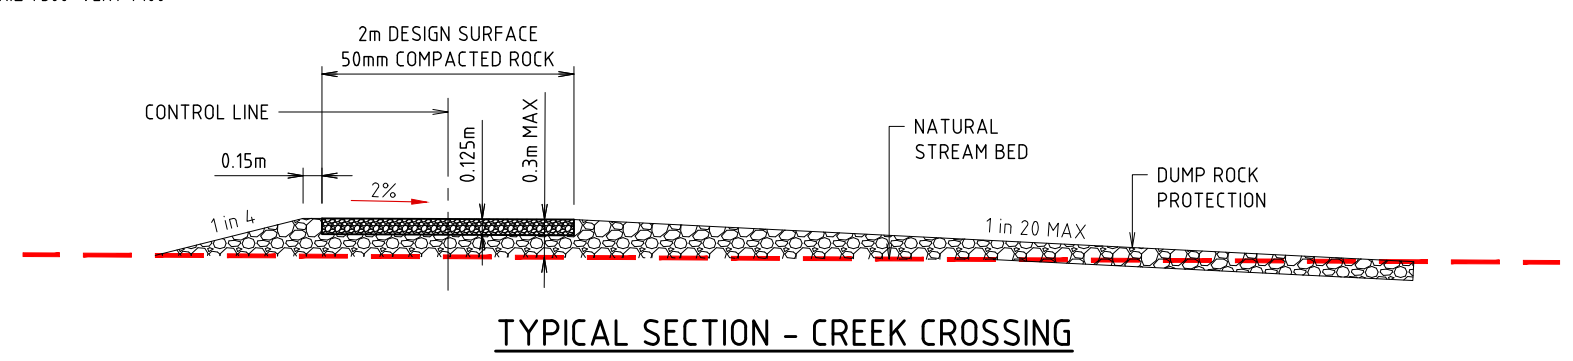 2m DESIGN SURFACE
50mm COMPACTED ROCK
CONTROL LINE
0.15m
0.125m
0.3m MAX
NATURAL
STREAM BED
DUMP ROCK
PROTECTION
2%
1 in 4
1 in 20 MAX
TYPICAL SECTION - CREEK CROSSING